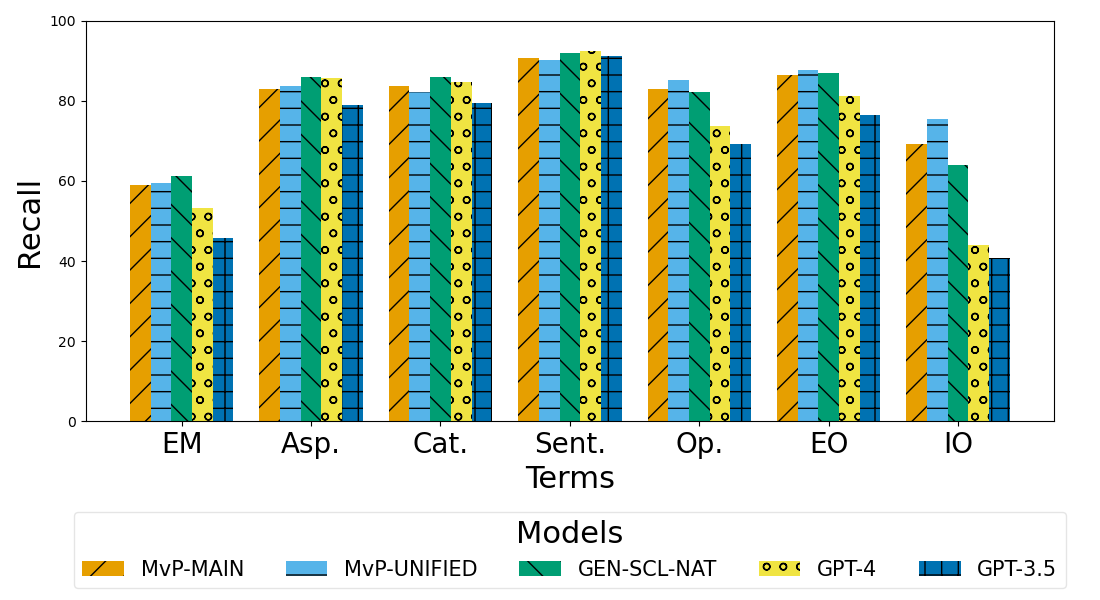 100
80
60
40
20
0
Recall
EM Asp. Cat. Sent. Op. EO IO
Terms
Models
MvP-MAIN MvP-UNIFIED GEN-SCL-NAT GPT-4 GPT-3.5